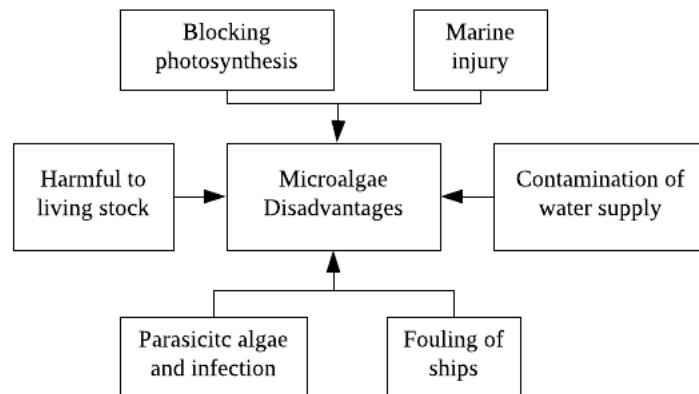 Blocking
photosynthesis
Marine
injury
Harmful to
living stock
Microalgae
Disadvantages
Contamination of
water supply
Parasicitc algae
and infection
Fouling of
ships